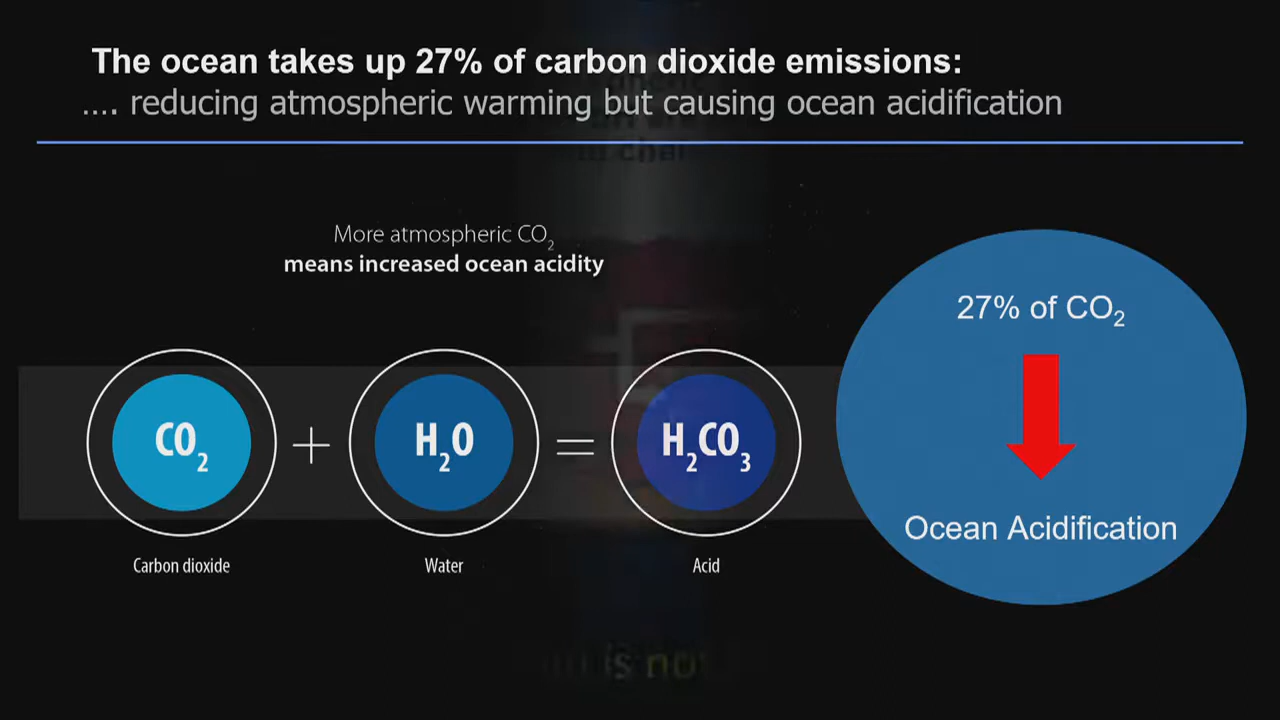 The ocean takes up 27% of carbon dioxide emissions:
.... reducing atmospheric warming but causing ocean acidification
More atmospheric CO₂
means increased ocean acidity
CO₂ + H₂O = H₂CO₃
Carbon dioxide Water Acid
27% of CO₂
Ocean Acidification
is